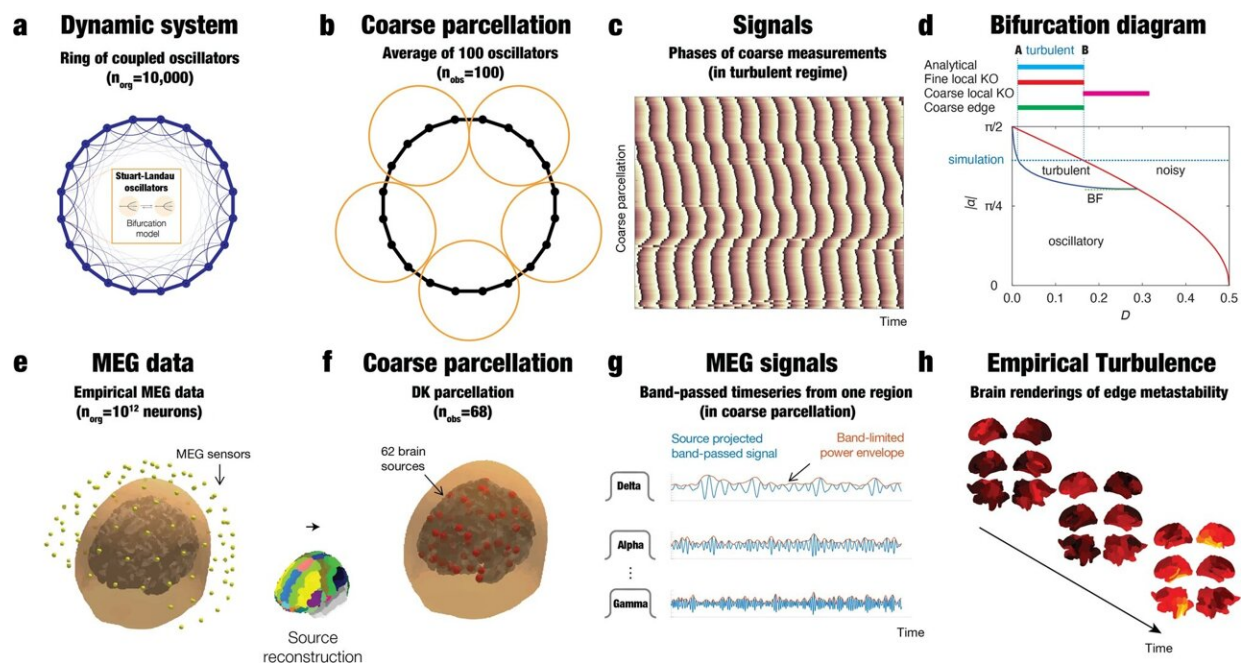 a Dynamic system
Ring of coupled oscillators
(n_org=10,000)
Stuart-Landau
oscillators
Bifurcation
model
b Coarse parcellation
Average of 100 oscillators
(n_obs=100)
c Signals
Phases of coarse measurements
(in turbulent regime)
Coarse parcellation
Time
d Bifurcation diagram
A turbulent B
Analytical
Fine local KO
Coarse local KO
Coarse edge
π/2
simulation
turbulent
noisy
|α|
π/4
BF
oscillatory
0
0.0 0.1 0.2 0.3 0.4 0.5
D
e MEG data
Empirical MEG data
(n_org=10¹² neurons)
MEG sensors
Source
reconstruction
f Coarse parcellation
DK parcellation
(n_obs=68)
62 brain
sources
g MEG signals
Band-passed timeseries from one region
(in coarse parcellation)
Source projected
band-passed signal
Band-limited
power envelope
Delta
Alpha
⋮
Gamma
Time
h Empirical Turbulence
Brain renderings of edge metastability
Time